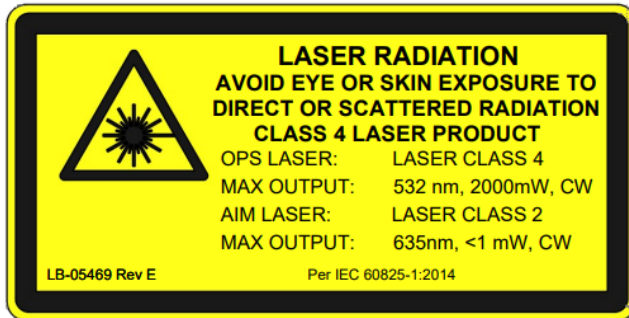 LASER RADIATION
AVOID EYE OR SKIN EXPOSURE TO
DIRECT OR SCATTERED RADIATION
CLASS 4 LASER PRODUCT
OPS LASER: LASER CLASS 4
MAX OUTPUT: 532 nm, 2000mW, CW
AIM LASER: LASER CLASS 2
MAX OUTPUT: 635nm, <1 mW, CW
LB-05469 Rev E Per IEC 60825-1:2014